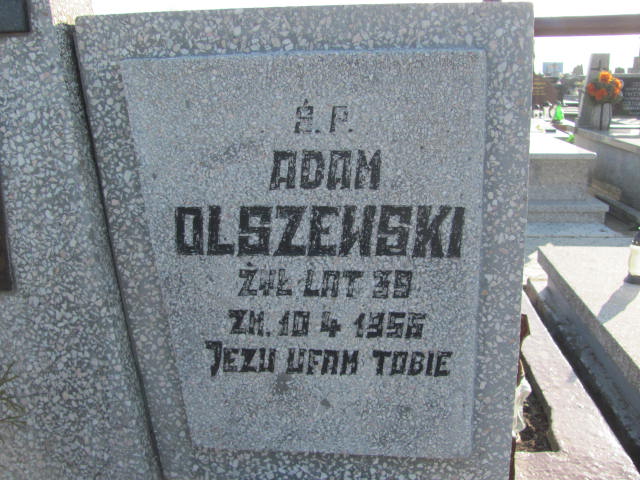 Ś. P.
ADAM
OLSZEWSKI
ŻYŁ LAT 39
ZM. 10 4 1956
JEZU UFAM TOBIE